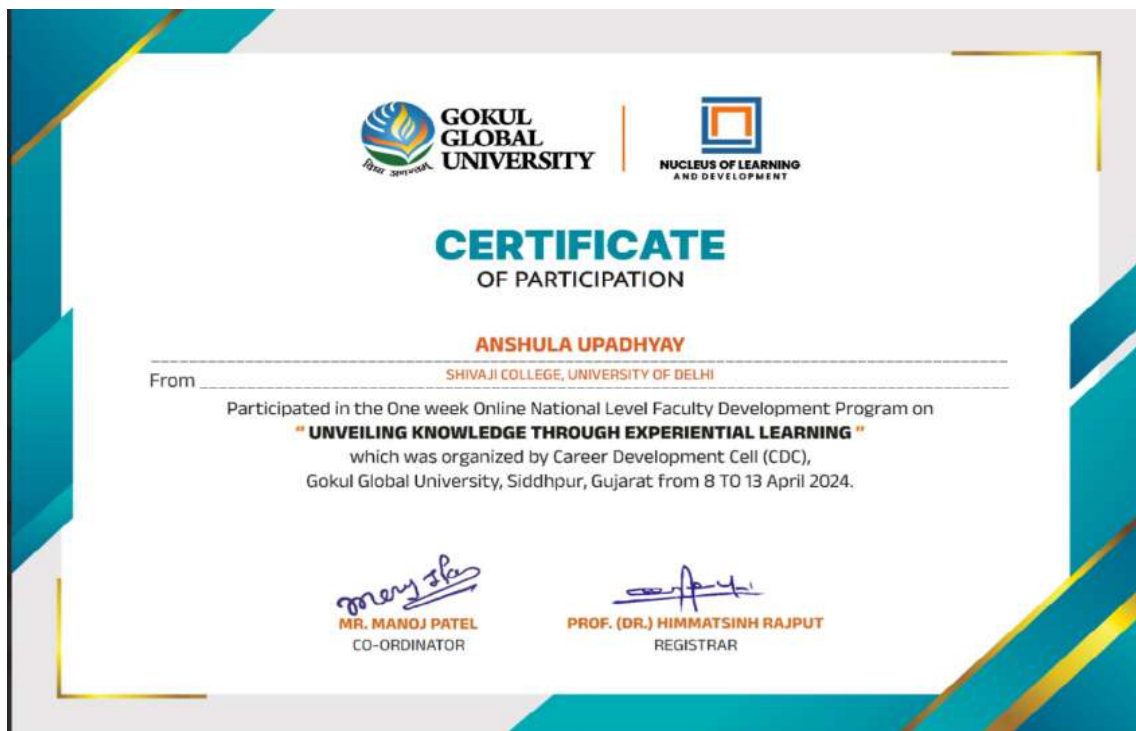 GOKUL
GLOBAL
UNIVERSITY
NUCLEUS OF LEARNING
AND DEVELOPMENT
CERTIFICATE
OF PARTICIPATION
ANSHULA UPADHYAY
From SHIVAJI COLLEGE, UNIVERSITY OF DELHI
Participated in the One week Online National Level Faculty Development Program on
" UNVEILING KNOWLEDGE THROUGH EXPERIENTIAL LEARNING "
which was organized by Career Development Cell (CDC),
Gokul Global University, Siddhpur, Gujarat from 8 TO 13 April 2024.
MR. MANOJ PATEL
CO-ORDINATOR
PROF. (DR.) HIMMATSINH RAJPUT
REGISTRAR